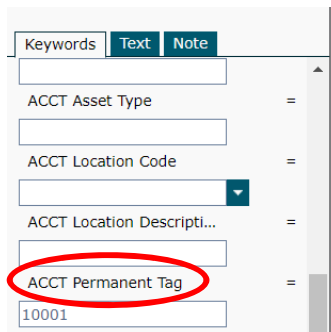 Keywords Text Note
ACCT Asset Type =
ACCT Location Code =
ACCT Location Descripti... =
ACCT Permanent Tag =
10001